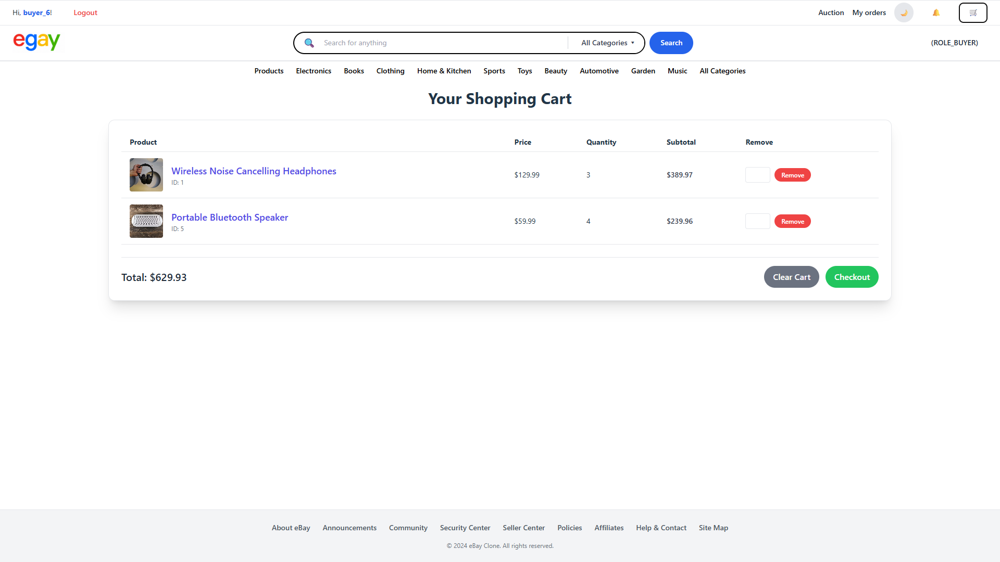 Hi, buyer_6! Logout Auction My orders
egay Search for anything All Categories ▾ Search (ROLE_BUYER)
Products Electronics Books Clothing Home & Kitchen Sports Toys Beauty Automotive Garden Music All Categories
Your Shopping Cart
Product Price Quantity Subtotal Remove
Wireless Noise Cancelling Headphones
ID: 1
$129.99 3 $389.97 Remove
Portable Bluetooth Speaker
ID: 5
$59.99 4 $239.96 Remove
Total: $629.93 Clear Cart Checkout
About eBay Announcements Community Security Center Seller Center Policies Affiliates Help & Contact Site Map
© 2024 eBay Clone. All rights reserved.